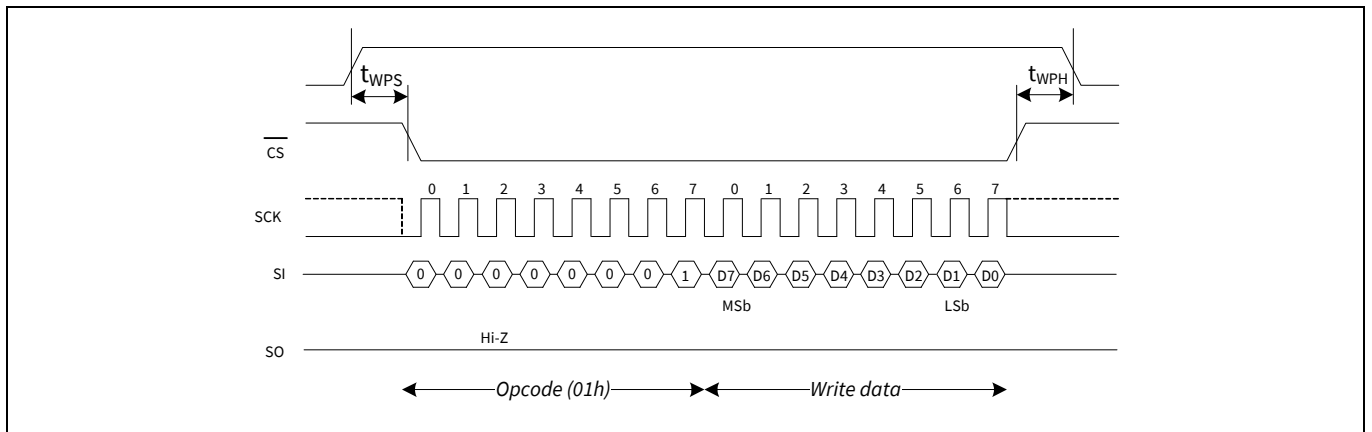 tWPS
tWPH
CS
0 1 2 3 4 5 6 7 0 1 2 3 4 5 6 7
SCK
SI
0 0 0 0 0 0 0 1 D7 D6 D5 D4 D3 D2 D1 D0
MSb
LSb
Hi-Z
SO
Opcode (01h)
Write data